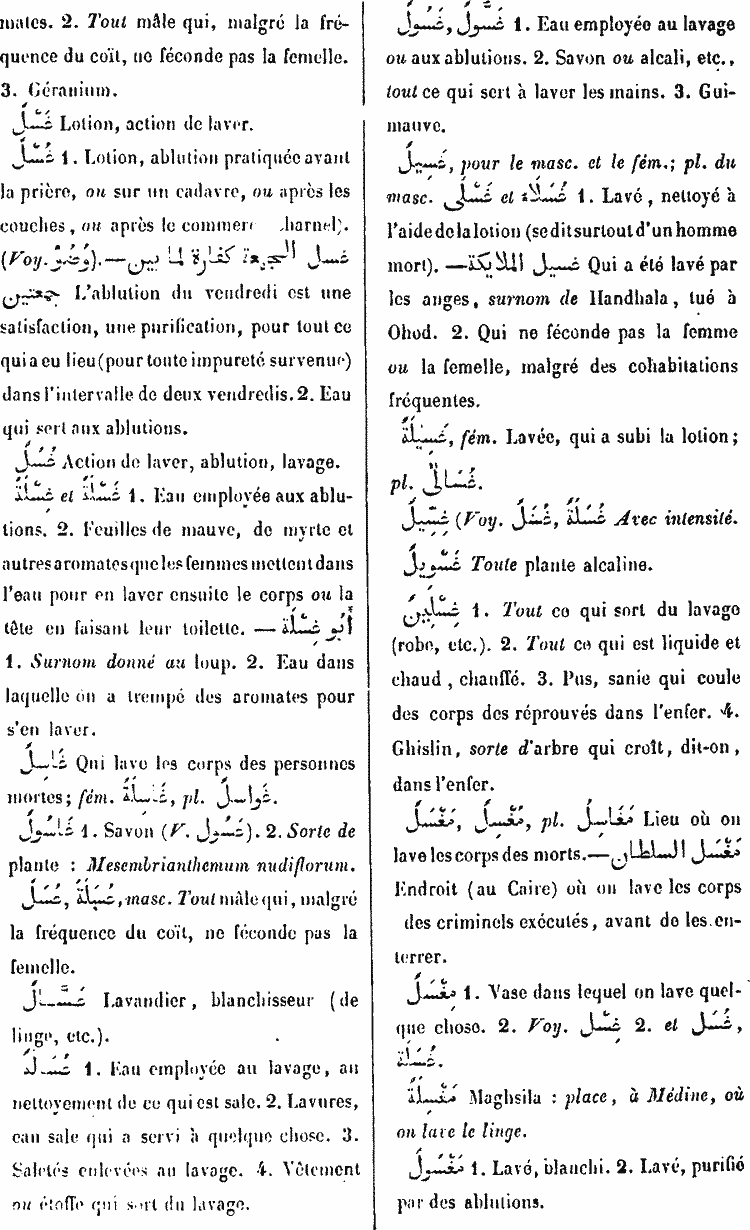 mates. 2. Tout mâle qui, malgré la fré-
quence du coït, ne féconde pas la femelle.
3. Géranium.
غَسْلٌ Lotion, action de laver.
غُسْلٌ 1. Lotion, ablution pratiquée avant
la prière, ou sur un cadavre, ou après les
couches, ou après le commerc charnel).
(Voy. وُضُوْ).—غسل الجمعة كفارة لما بين
جمعتين L'ablution du vendredi est une
satisfaction, une purification, pour tout ce
qui a eu lieu (pour toute impureté survenue)
dans l'intervalle de deux vendredis. 2. Eau
qui sert aux ablutions.
غُسُلٌ Action de laver, ablution, lavage.
غِسْلَةٌ et غَسْلَةٌ 1. Eau employée aux ablu-
tions. 2. Feuilles de mauve, de myrte et
autres aromates que les femmes mettent dans
l'eau pour en laver ensuite le corps ou la
tête en faisant leur toilette. — أَبُو غِسْلَة
1. Surnom donné au loup. 2. Eau dans
laquelle on a trempé des aromates pour
s'en laver.
غَاسِلٌ Qui lave les corps des personnes
mortes; fém. غَاسِلَةٌ, pl. غَوَاسِلٌ.
غَاسُولٌ 1. Savon (V. غَسُولٌ). 2. Sorte de
plante : Mesembrianthemum nudiflorum.
غُسَلٌ, غُسَلَةٌ, masc. Tout mâle qui, malgré
la fréquence du coït, ne féconde pas la
femelle.
غَسَّالٌ Lavandier, blanchisseur (de
linge, etc.).
غُسَالَةٌ 1. Eau employée au lavage, au
nettoyement de ce qui est sale. 2. Lavures,
eau sale qui a servi à quelque chose. 3.
Saletés enlevées au lavage. 4. Vêtement
ou étoffe qui sort du lavage.
غَسُولٌ, غَسُّولٌ 1. Eau employée au lavage
ou aux ablutions. 2. Savon ou alcali, etc.,
tout ce qui sert à laver les mains. 3. Gui-
mauve.
غَسِيلٌ, pour le masc. et le fém.; pl. du
masc. غَسْلَى et غُسَلَاءُ 1. Lavé, nettoyé à
l'aide de la lotion (se dit surtout d'un homme
mort). —غسيل الملايكة Qui a été lavé par
les anges, surnom de Handhala, tué à
Ohod. 2. Qui ne féconde pas la femme
ou la femelle, malgré des cohabitations
fréquentes.
غَسِيلَةٌ, fém. Lavée, qui a subi la lotion;
pl. غَسَالَى.
غِسِّيلٌ (Voy. غُسَلٌ, غُسَلَةٌ Avec intensité.
غَسْوِيلٌ Toute plante alcaline.
غِسْلِينٌ 1. Tout ce qui sort du lavage
(robe, etc.). 2. Tout ce qui est liquide et
chaud, chauffé. 3. Pus, sanie qui coule
des corps des réprouvés dans l'enfer. 4.
Ghislin, sorte d'arbre qui croît, dit-on,
dans l'enfer.
مَغْسَلٌ, مَغْسِلٌ, pl. مَغَاسِلٌ Lieu où on
lave les corps des morts.—مَغْسَل السلطان
Endroit (au Caire) où on lave les corps
des criminels exécutés, avant de les en-
terrer.
مِغْسَلٌ 1. Vase dans lequel on lave quel-
que chose. 2. Voy. غِسْلٌ 2. et غُسَلٌ,
غُسَلَةٌ.
مَغْسِلَةٌ Maghsila : place, à Médine, où
on lave le linge.
مَغْسُولٌ 1. Lavé, blanchi. 2. Lavé, purifié
par des ablutions.